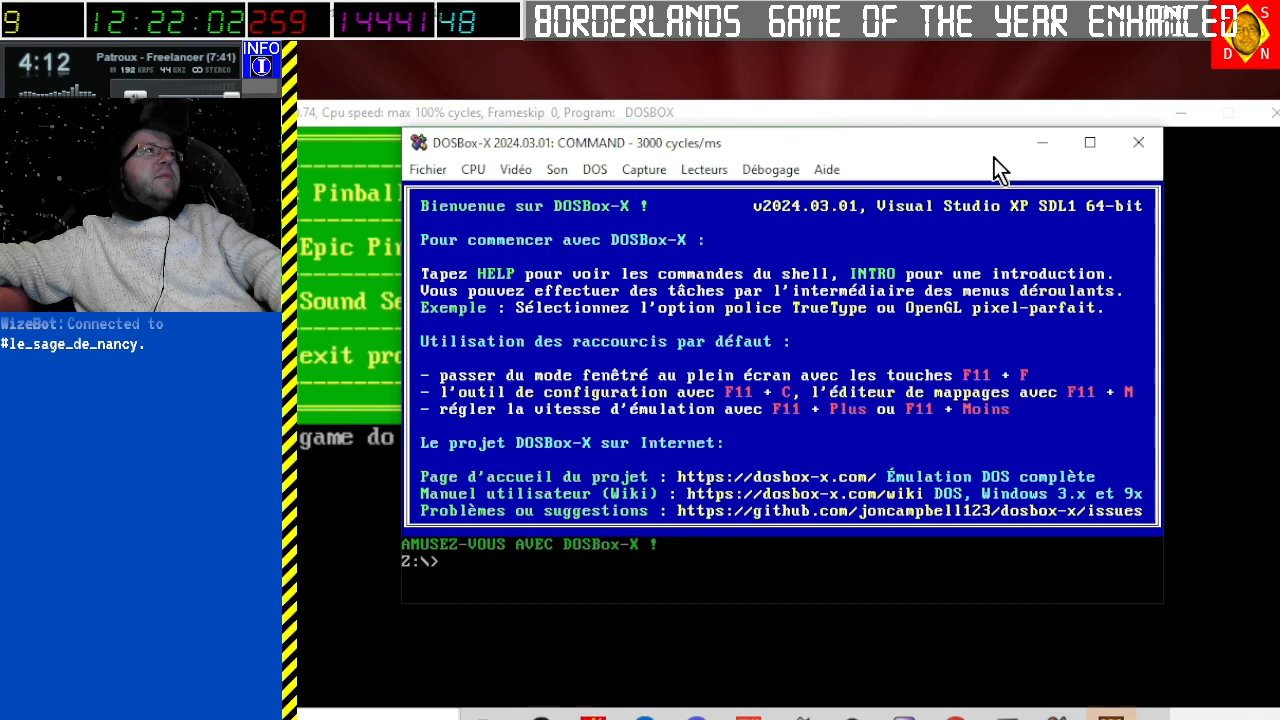 9
12:22:02
259
14441
48
BORDERLANDS GAME OF THE YEAR ENHANCED
S
D N
4:12
Patroux - Freelancer (7:41)
192 KBPS 44 KHZ STEREO
INFO
WizeBot:Connected to
#le_sage_de_nancy.
.74, Cpu speed: max 100% cycles, Frameskip 0, Program: DOSBOX
Pinball
Epic Pin
Sound Se
exit pro
game do
DOSBox-X 2024.03.01: COMMAND - 3000 cycles/ms
Fichier CPU Vidéo Son DOS Capture Lecteurs Débogage Aide
Bienvenue sur DOSBox-X ! v2024.03.01, Visual Studio XP SDL1 64-bit
Pour commencer avec DOSBox-X :
Tapez HELP pour voir les commandes du shell, INTRO pour une introduction.
Vous pouvez effectuer des tâches par l'intermédiaire des menus déroulants.
Exemple : Sélectionnez l'option police TrueType ou OpenGL pixel-parfait.
Utilisation des raccourcis par défaut :
- passer du mode fenêtré au plein écran avec les touches F11 + F
- l'outil de configuration avec F11 + C, l'éditeur de mappages avec F11 + M
- régler la vitesse d'émulation avec F11 + Plus ou F11 + Moins
Le projet DOSBox-X sur Internet:
Page d'accueil du projet : https://dosbox-x.com/ Émulation DOS complète
Manuel utilisateur (Wiki) : https://dosbox-x.com/wiki DOS, Windows 3.x et 9x
Problèmes ou suggestions : https://github.com/joncampbell123/dosbox-x/issues
AMUSEZ-VOUS AVEC DOSBox-X !
Z:\>